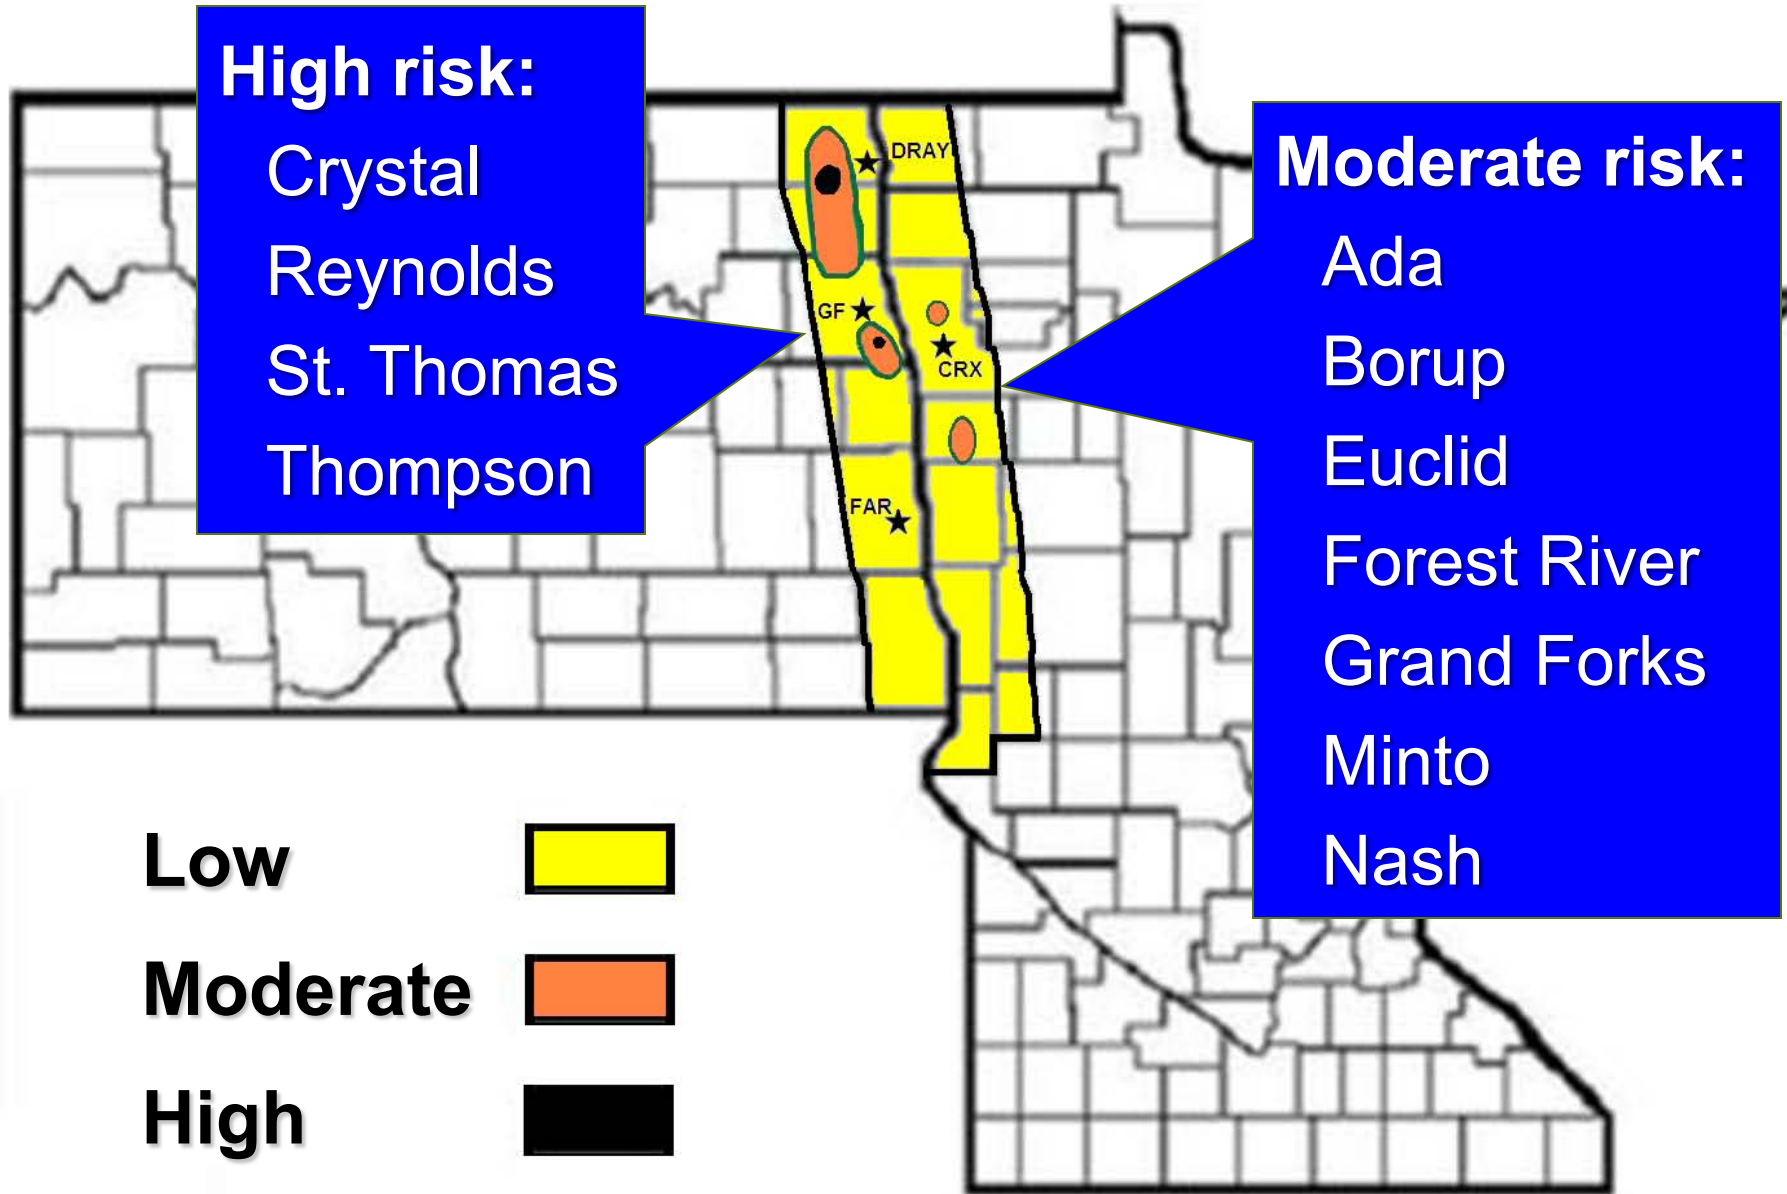 High risk:
Crystal
Reynolds
St. Thomas
Thompson
DRAY
GF
CRX
FAR
Moderate risk:
Ada
Borup
Euclid
Forest River
Grand Forks
Minto
Nash
Low
Moderate
High